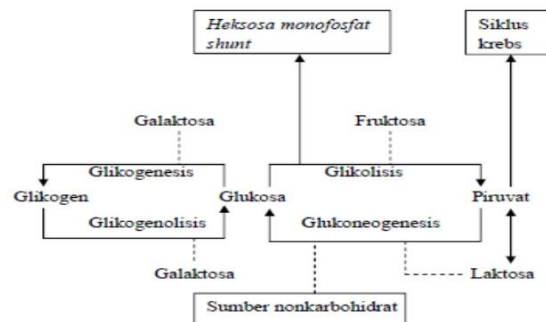 Heksosa monofosfat
shunt
Siklus
krebs
Galaktosa
Fruktosa
Glikogenesis
Glikolisis
Glikogen
Glukosa
Piruvat
Glikogenolisis
Glukoneogenesis
Galaktosa
Laktosa
Sumber nonkarbohidrat